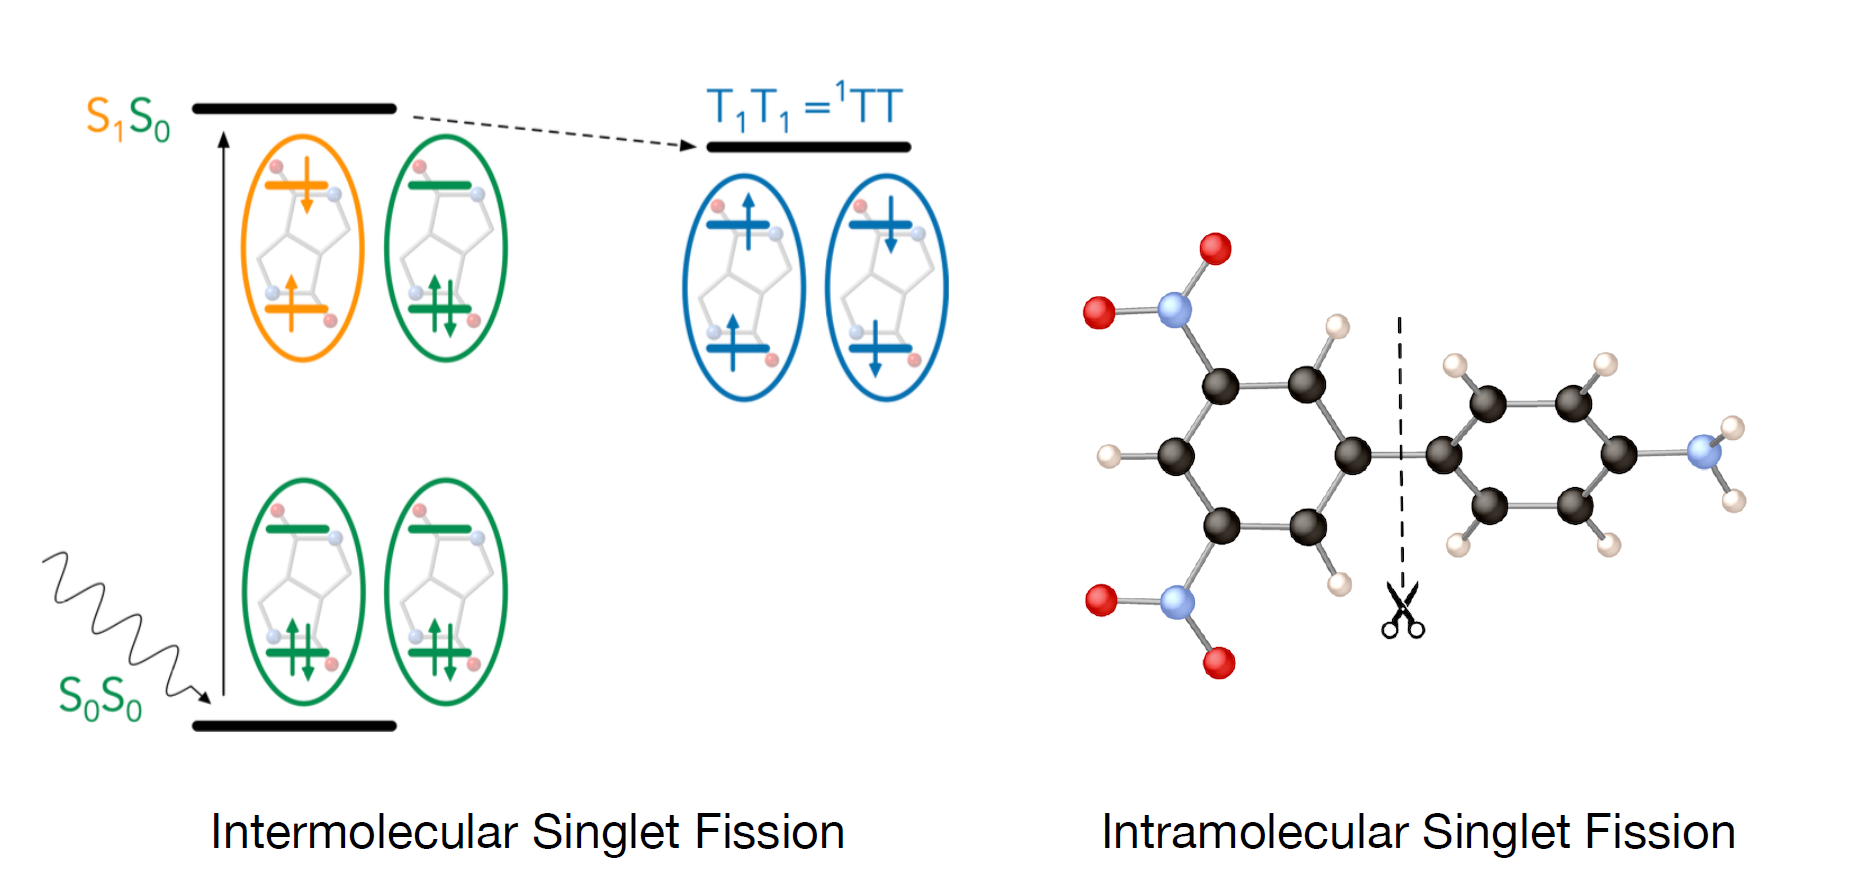 S₁S₀
T₁T₁ = ¹TT
S₀S₀
Intermolecular Singlet Fission
Intramolecular Singlet Fission